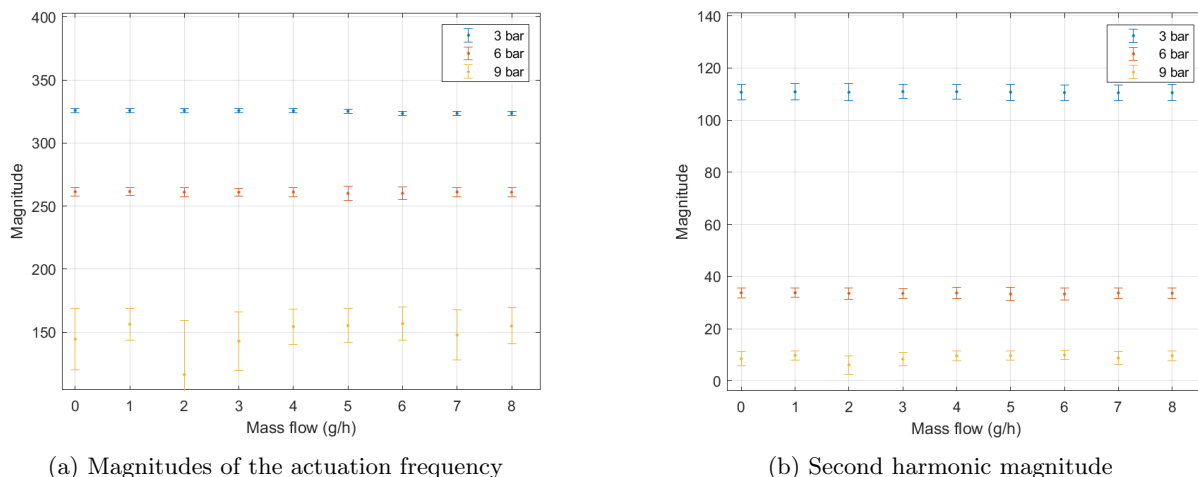 400
350
300
250
200
150
Magnitude
0 1 2 3 4 5 6 7 8
Mass flow (g/h)
3 bar
6 bar
9 bar
(a) Magnitudes of the actuation frequency
140
120
100
80
60
40
20
0
Magnitude
0 1 2 3 4 5 6 7 8
Mass flow (g/h)
3 bar
6 bar
9 bar
(b) Second harmonic magnitude